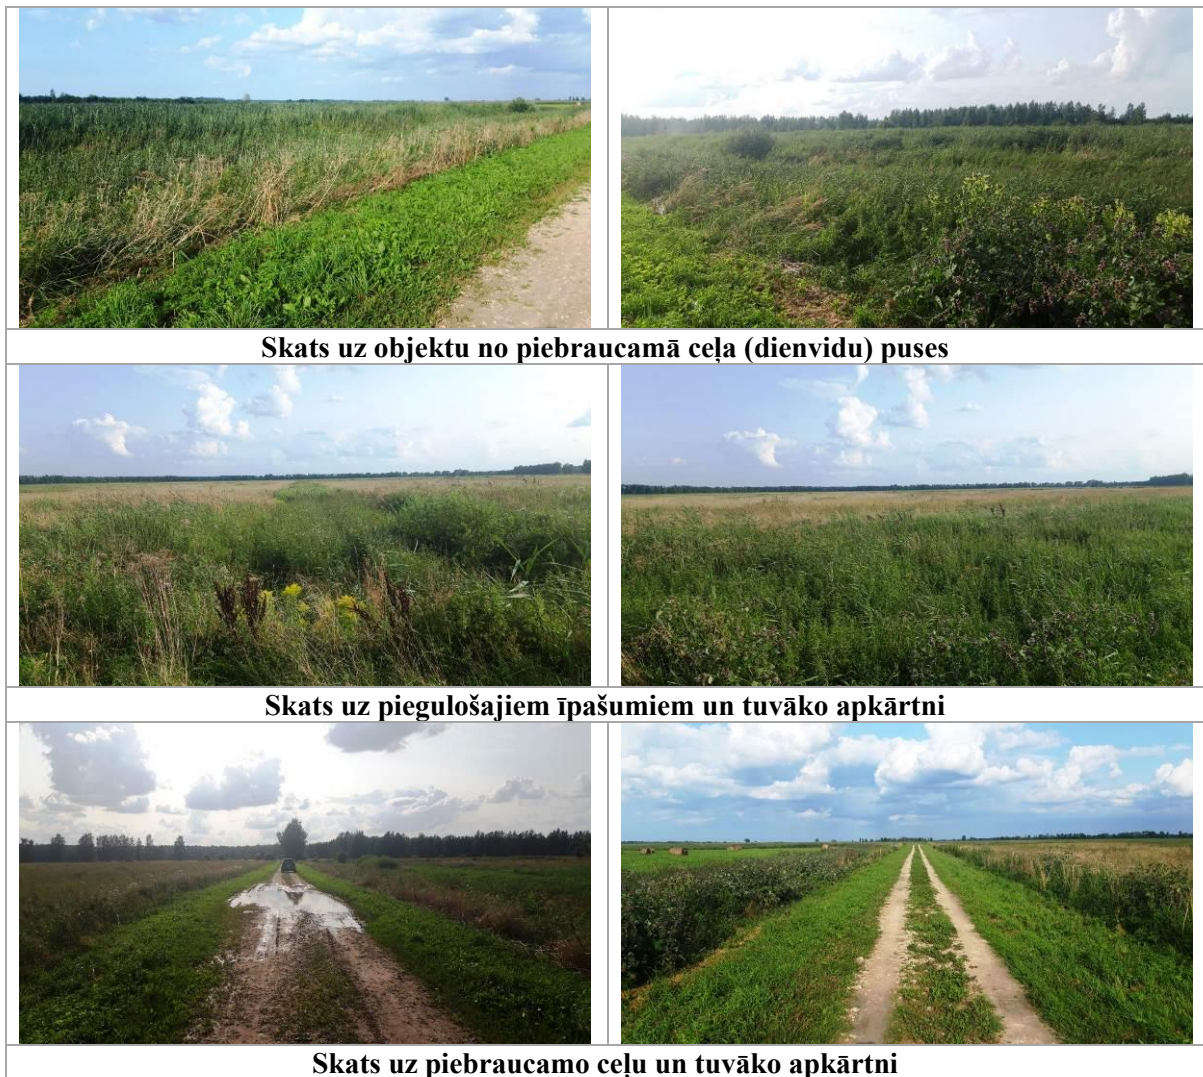 Skats uz objektu no piebraucamā ceļa (dienvidu) puses
Skats uz piegulošajiem īpašumiem un tuvāko apkārtni
Skats uz piebraucamo ceļu un tuvāko apkārtni